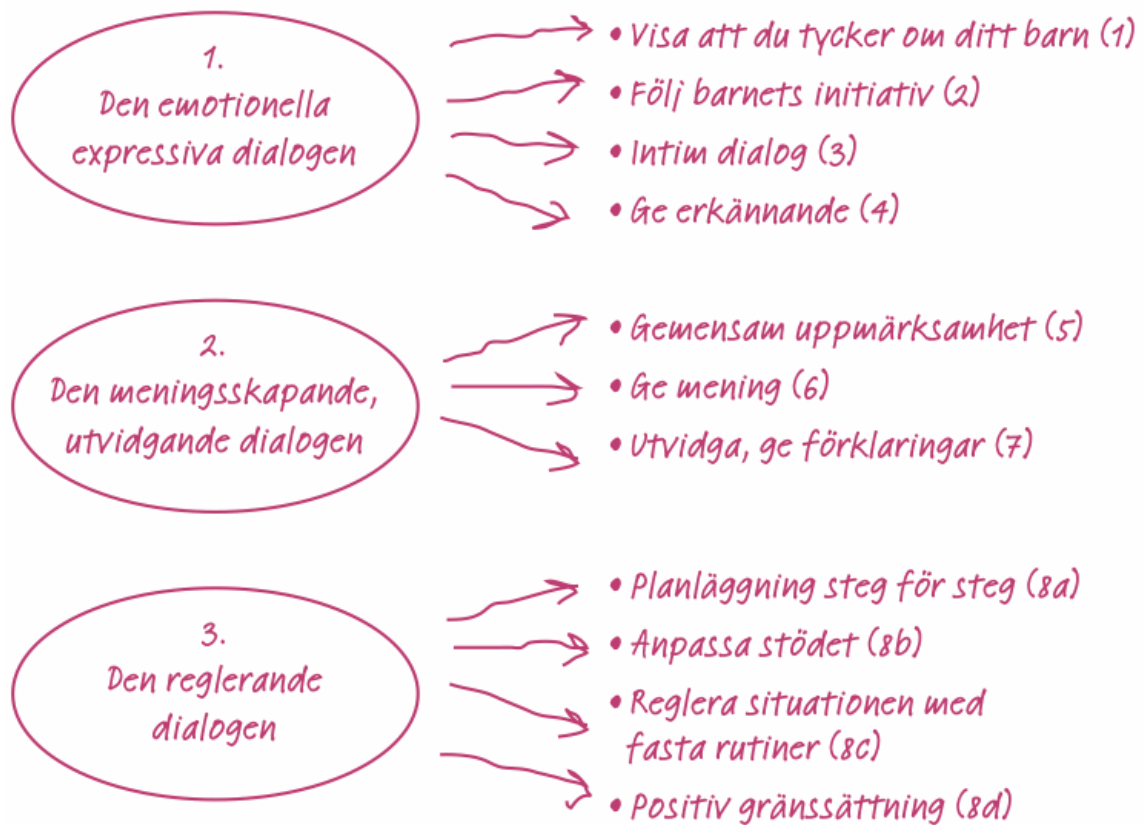 1.
Den emotionella
expressiva dialogen
• Visa att du tycker om ditt barn (1)
• Följ barnets initiativ (2)
• Intim dialog (3)
• Ge erkännande (4)
2.
Den meningsskapande,
utvidgande dialogen
• Gemensam uppmärksamhet (5)
• Ge mening (6)
• Utvidga, ge förklaringar (7)
3.
Den reglerande
dialogen
• Planläggning steg för steg (8a)
• Anpassa stödet (8b)
• Reglera situationen med
fasta rutiner (8c)
• Positiv gränssättning (8d)